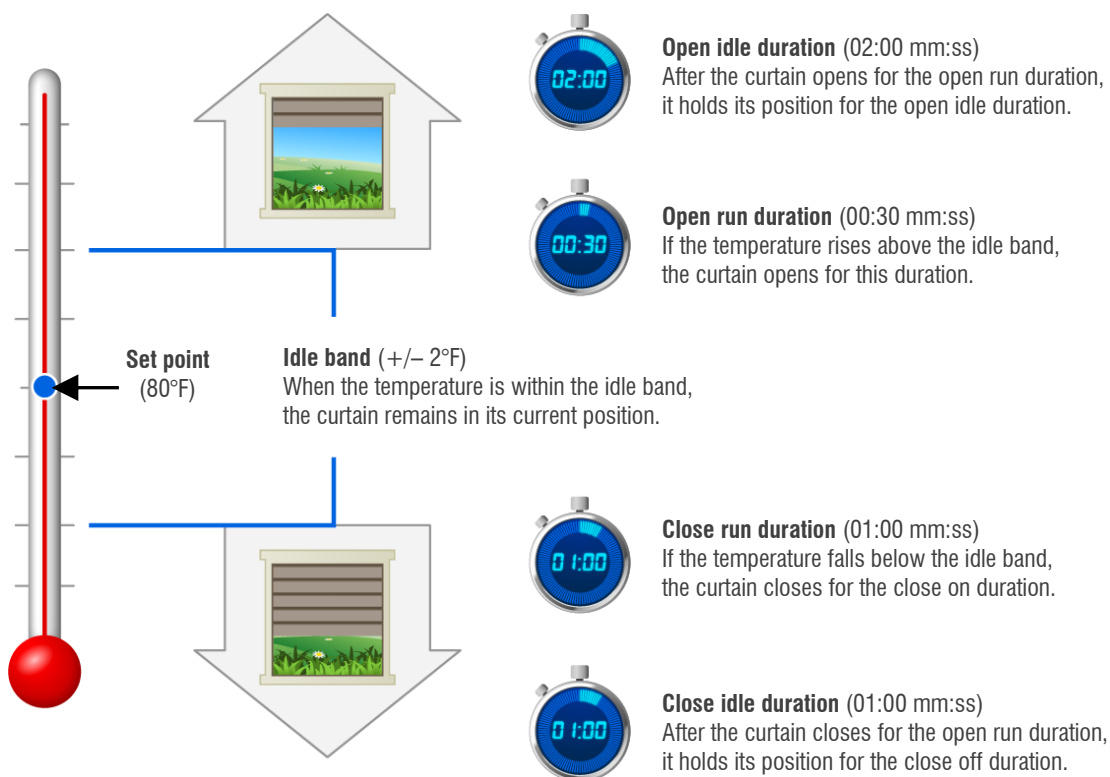 02:00
Open idle duration (02:00 mm:ss)
After the curtain opens for the open run duration,
it holds its position for the open idle duration.
00:30
Open run duration (00:30 mm:ss)
If the temperature rises above the idle band,
the curtain opens for this duration.
Set point
(80°F)
Idle band (+/– 2°F)
When the temperature is within the idle band,
the curtain remains in its current position.
01:00
Close run duration (01:00 mm:ss)
If the temperature falls below the idle band,
the curtain closes for the close on duration.
01:00
Close idle duration (01:00 mm:ss)
After the curtain closes for the open run duration,
it holds its position for the close off duration.